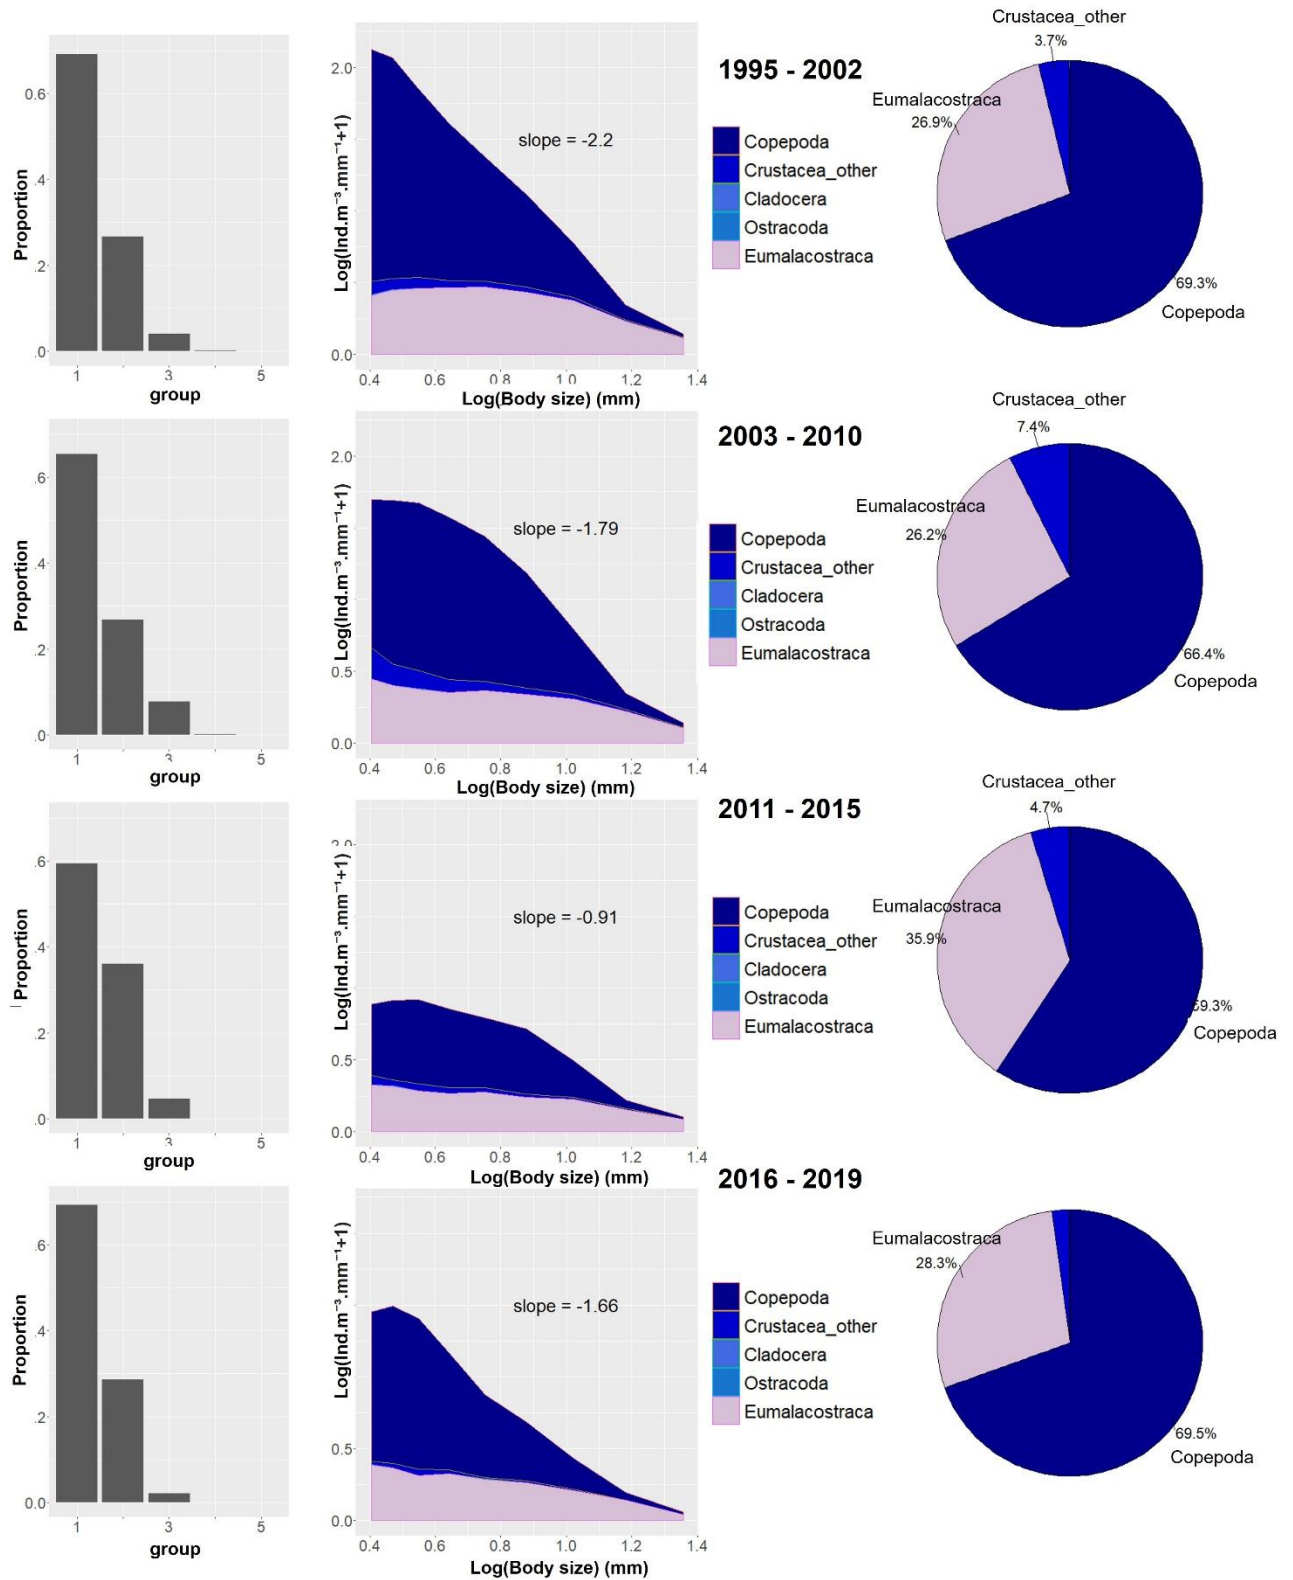 1995 - 2002
Proportion
0.6
.4
.2
.0
1
3
5
group
Log(Ind.m⁻³.mm⁻¹+1)
2.0
0.0
slope = -2.2
0.4
0.6
0.8
1.0
1.2
1.4
Log(Body size) (mm)
Copepoda
Crustacea_other
Cladocera
Ostracoda
Eumalacostraca
Crustacea_other
3.7%
Eumalacostraca
26.9%
69.3%
Copepoda
2003 - 2010
Proportion
.6
.4
.2
.0
1
3
5
group
Log(Ind.m⁻³.mm⁻¹+1)
2.0
0.5
0.0
slope = -1.79
0.4
0.6
0.8
1.0
1.2
1.4
Log(Body size) (mm)
Copepoda
Crustacea_other
Cladocera
Ostracoda
Eumalacostraca
Crustacea_other
7.4%
Eumalacostraca
26.2%
66.4%
Copepoda
2011 - 2015
Proportion
.6
.4
.2
.0
1
3
5
group
Log(Ind.m⁻³.mm⁻¹+1)
2.0
0.5
0.0
slope = -0.91
0.4
0.6
0.8
1.0
1.2
1.4
Log(Body size) (mm)
Copepoda
Crustacea_other
Cladocera
Ostracoda
Eumalacostraca
Crustacea_other
4.7%
Eumalacostraca
35.9%
59.3%
Copepoda
2016 - 2019
Proportion
.6
.4
.2
0.0
1
3
5
group
Log(Ind.m⁻³.mm⁻¹+1)
0.5
0.0
slope = -1.66
0.4
0.6
0.8
1.0
1.2
1.4
Log(Body size) (mm)
Copepoda
Crustacea_other
Cladocera
Ostracoda
Eumalacostraca
Eumalacostraca
28.3%
69.5%
Copepoda